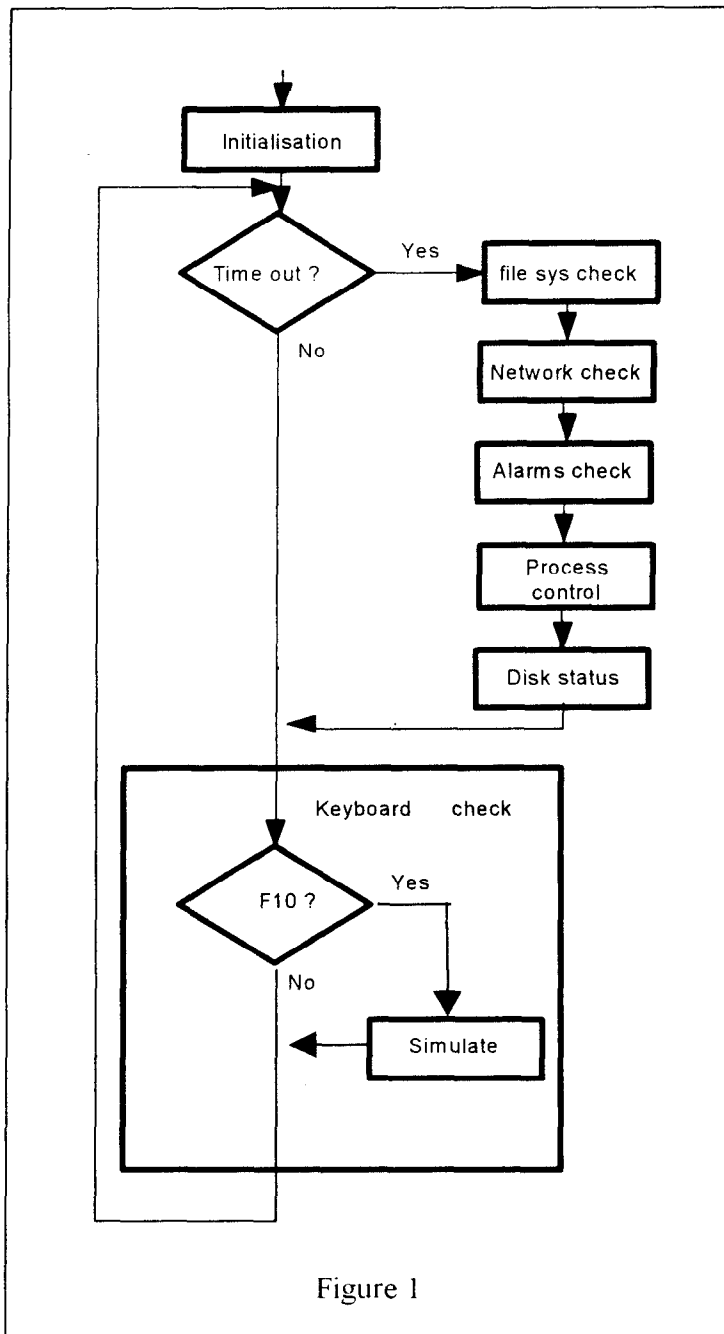 Initialisation
Time out ?
Yes
file sys check
No
Network check
Alarms check
Process
control
Disk status
Keyboard check
F10 ?
Yes
No
Simulate
Figure 1